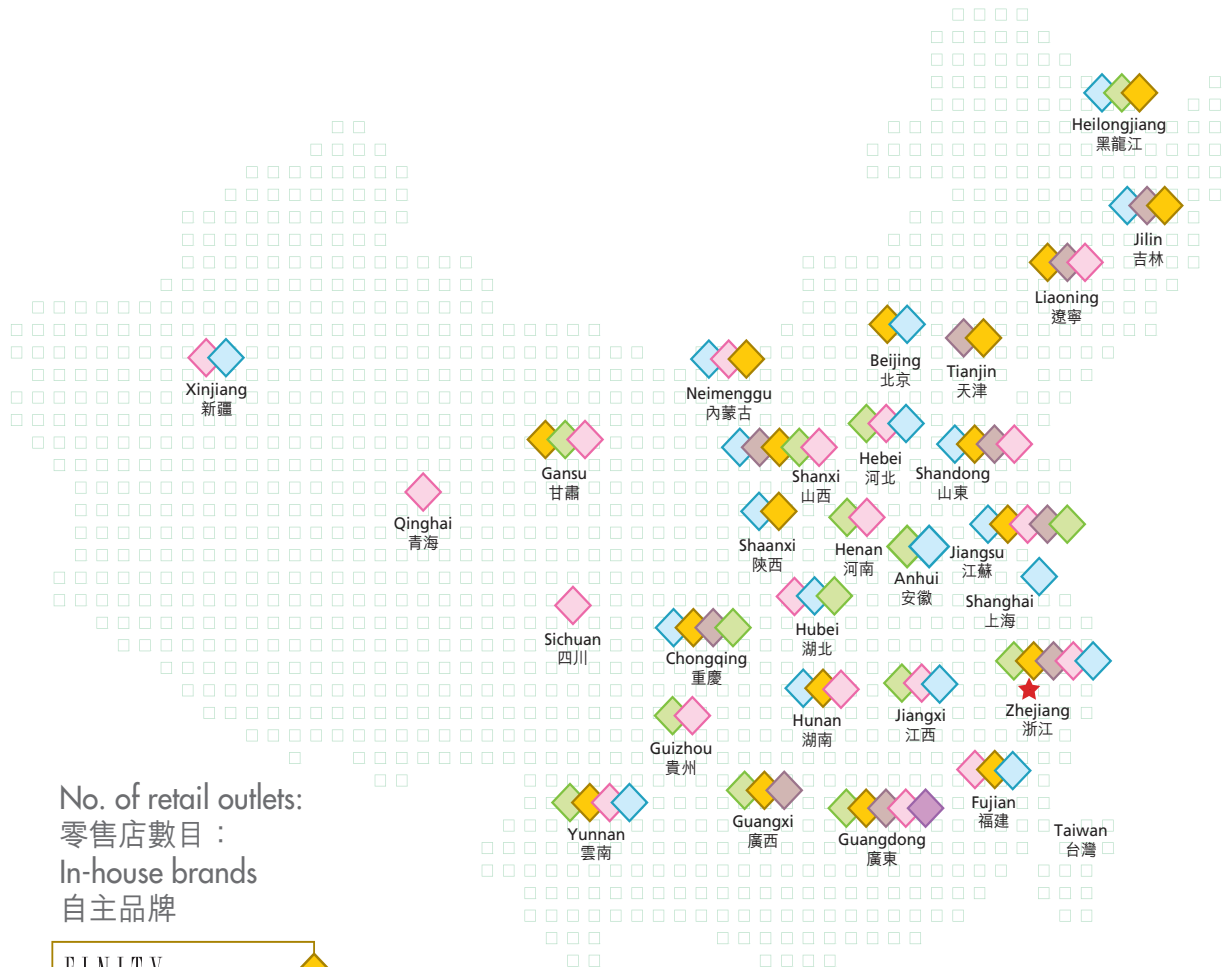 Heilongjiang
黑龍江
Jilin
吉林
Liaoning
遼寧
Beijing
北京
Tianjin
天津
Xinjiang
新疆
Neimenggu
內蒙古
Gansu
甘肅
Shanxi
山西
Hebei
河北
Shandong
山東
Qinghai
青海
Shaanxi
陝西
Henan
河南
Anhui
安徽
Jiangsu
江蘇
Shanghai
上海
Sichuan
四川
Chongqing
重慶
Hubei
湖北
Hunan
湖南
Jiangxi
江西
Zhejiang
浙江
Guizhou
貴州
Yunnan
雲南
Guangxi
廣西
Guangdong
廣東
Fujian
福建
Taiwan
台灣
No. of retail outlets:
零售店數目：
In-house brands
自主品牌
FINITY